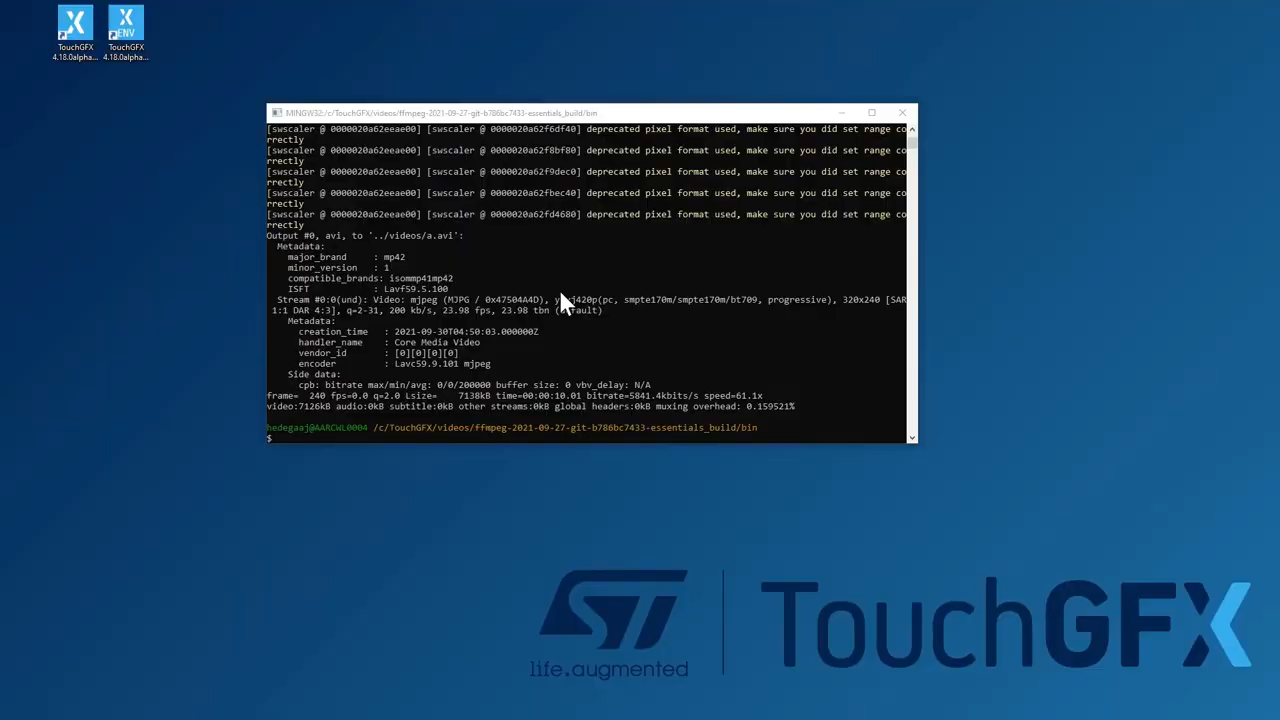 TouchGFX
4.18.0alpha...
TouchGFX
4.18.0alpha...
X
ENV
MINGW32:/c/TouchGFX/videos/ffmpeg-2021-09-27-git-b786bc7433-essentials_build/bin
[swscaler @ 0000020a62eeae00] [swscaler @ 0000020a62f6df40] deprecated pixel format used, make sure you did set range co
rrectly
[swscaler @ 0000020a62eeae00] [swscaler @ 0000020a62f8bf80] deprecated pixel format used, make sure you did set range co
rrectly
[swscaler @ 0000020a62eeae00] [swscaler @ 0000020a62f9dec0] deprecated pixel format used, make sure you did set range co
rrectly
[swscaler @ 0000020a62eeae00] [swscaler @ 0000020a62fbec40] deprecated pixel format used, make sure you did set range co
rrectly
[swscaler @ 0000020a62eeae00] [swscaler @ 0000020a62fd4680] deprecated pixel format used, make sure you did set range co
rrectly
Output #0, avi, to '../videos/a.avi':
Metadata:
major_brand : mp42
minor_version : 1
compatible_brands: isommp41mp42
ISFT : Lavf59.5.100
Stream #0:0(und): Video: mjpeg (MJPG / 0x47504A4D), y j420p(pc, smpte170m/smpte170m/bt709, progressive), 320x240 [SAR
1:1 DAR 4:3], q=2-31, 200 kb/s, 23.98 fps, 23.98 tbn (default)
Metadata:
creation_time : 2021-09-30T04:50:03.000000Z
handler_name : Core Media Video
vendor_id : [0][0][0][0]
encoder : Lavc59.9.101 mjpeg
Side data:
cpb: bitrate max/min/avg: 0/0/200000 buffer size: 0 vbv_delay: N/A
frame= 240 fps=0.0 q=2.0 Lsize= 7138kB time=00:00:10.01 bitrate=5841.4kbits/s speed=61.1x
video:7126kB audio:0kB subtitle:0kB other streams:0kB global headers:0kB muxing overhead: 0.159521%
hedegaaj@AARCWL0004 /c/TouchGFX/videos/ffmpeg-2021-09-27-git-b786bc7433-essentials_build/bin
$
ST
life.augmented
TouchGFX